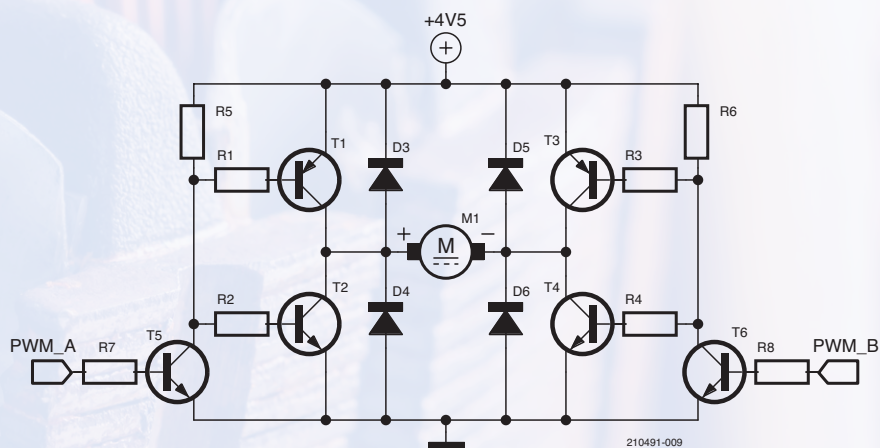 +4V5
R5
R6
T1
D3
D5
T3
R1
R3
M1
+
−
M
R2
T2
D4
D6
T4
R4
T5
T6
PWM_A
R7
R8
PWM_B
210491-009